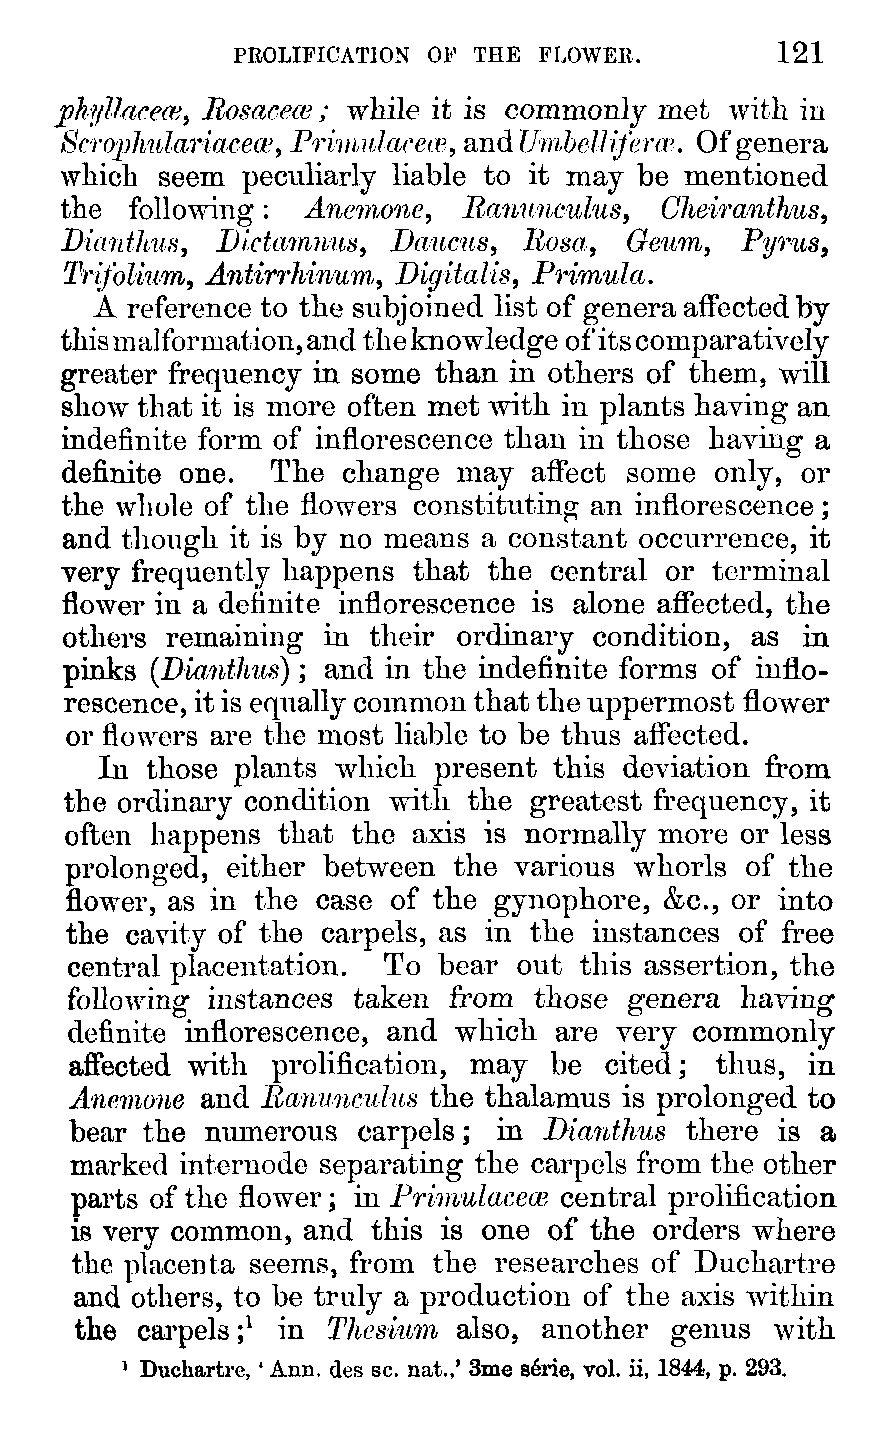 PROLIFICATION OF THE FLOWER. 121
phyllaceæ, Rosaceæ; while it is commonly met with in
Scrophulariaceæ, Primulaceæ, and Umbelliferæ. Of genera
which seem peculiarly liable to it may be mentioned
the following: Anemone, Ranunculus, Cheiranthus,
Dianthus, Dictamnus, Daucus, Rosa, Geum, Pyrus,
Trifolium, Antirrhinum, Digitalis, Primula.
A reference to the subjoined list of genera affected by
this malformation, and the knowledge of its comparatively
greater frequency in some than in others of them, will
show that it is more often met with in plants having an
indefinite form of inflorescence than in those having a
definite one. The change may affect some only, or
the whole of the flowers constituting an inflorescence;
and though it is by no means a constant occurrence, it
very frequently happens that the central or terminal
flower in a definite inflorescence is alone affected, the
others remaining in their ordinary condition, as in
pinks (Dianthus); and in the indefinite forms of inflo-
rescence, it is equally common that the uppermost flower
or flowers are the most liable to be thus affected.
In those plants which present this deviation from
the ordinary condition with the greatest frequency, it
often happens that the axis is normally more or less
prolonged, either between the various whorls of the
flower, as in the case of the gynophore, &c., or into
the cavity of the carpels, as in the instances of free
central placentation. To bear out this assertion, the
following instances taken from those genera having
definite inflorescence, and which are very commonly
affected with prolification, may be cited; thus, in
Anemone and Ranunculus the thalamus is prolonged to
bear the numerous carpels; in Dianthus there is a
marked internode separating the carpels from the other
parts of the flower; in Primulaceæ central prolification
is very common, and this is one of the orders where
the placenta seems, from the researches of Duchartre
and others, to be truly a production of the axis within
the carpels;¹ in Thesium also, another genus with
¹ Duchartre, ‘Ann. des sc. nat.,’ 3me série, vol. ii, 1844, p. 293.